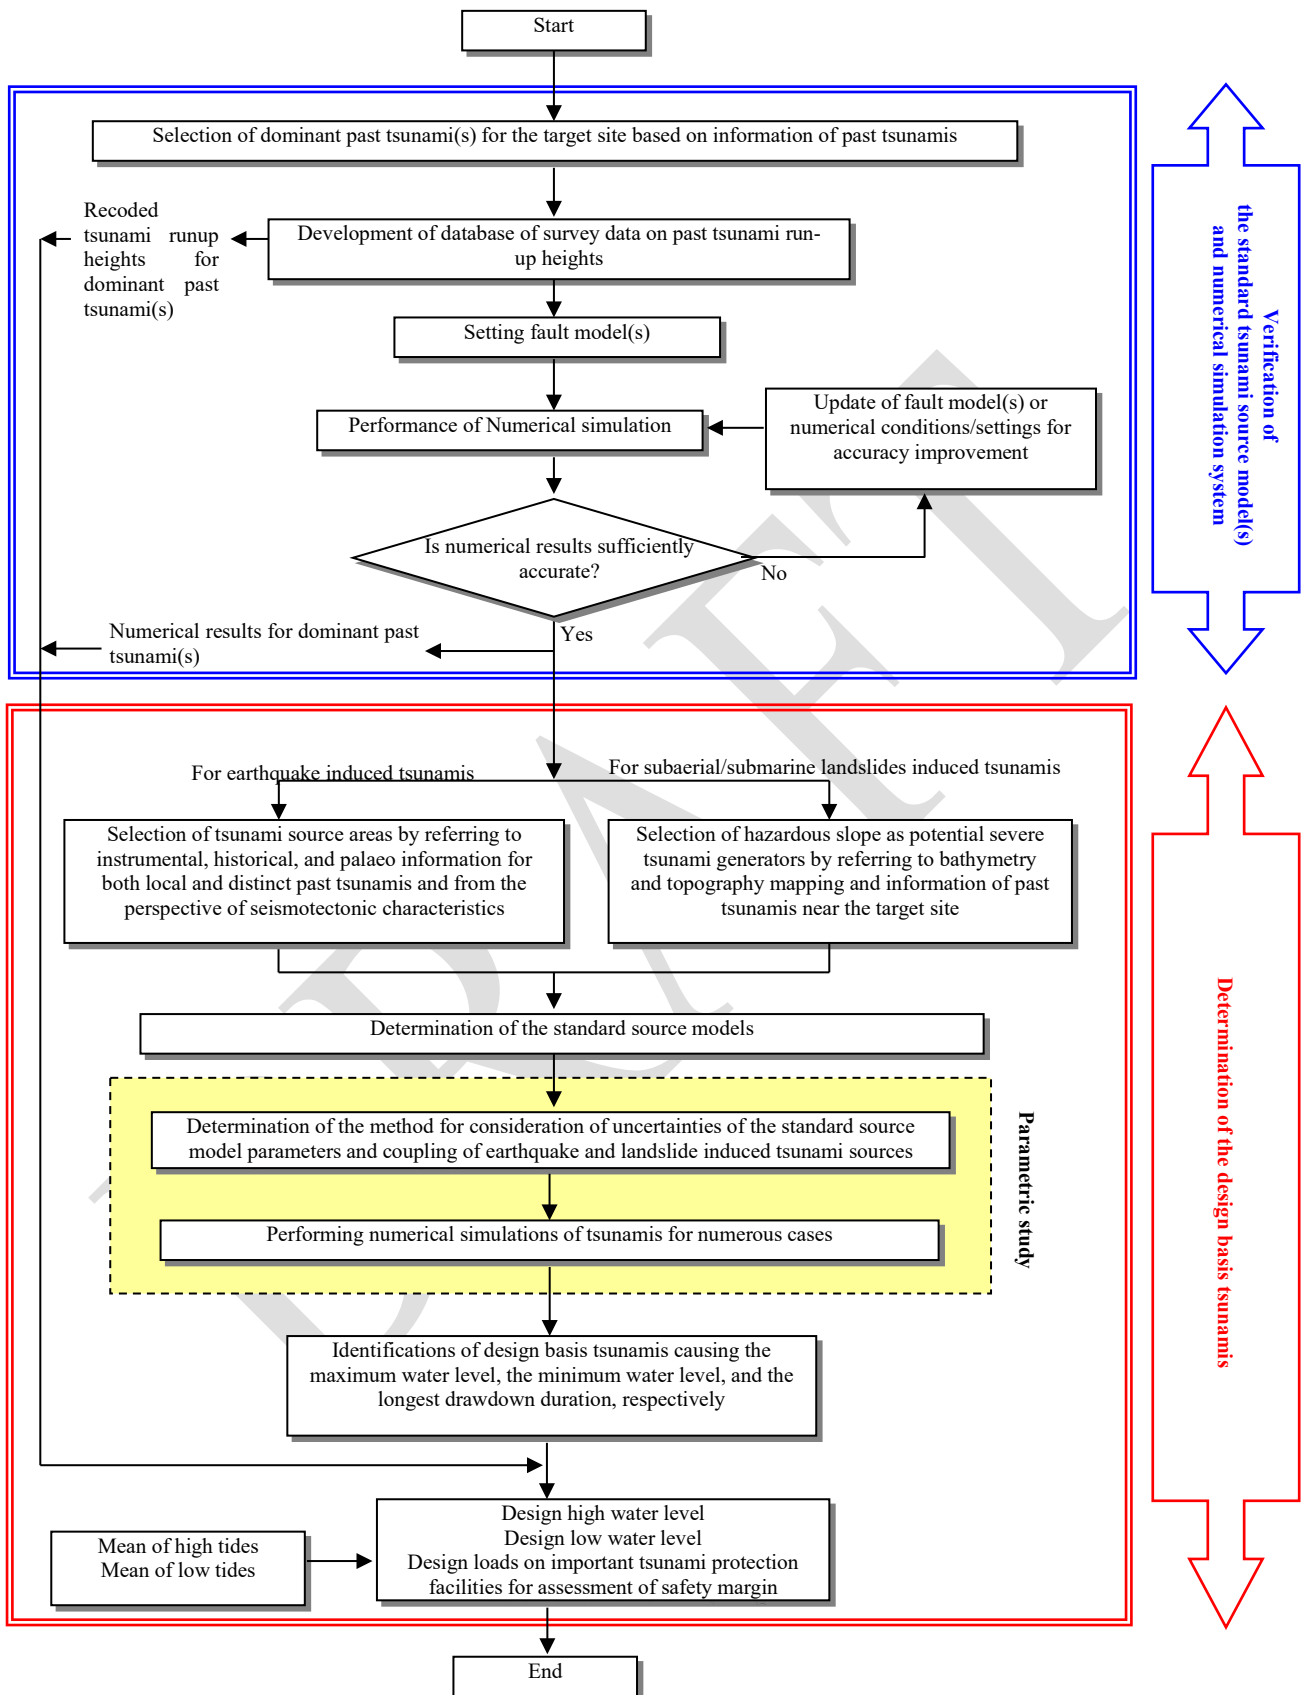 Start
Selection of dominant past tsunami(s) for the target site based on information of past tsunamis
Recoded
tsunami runup
heights for
dominant past
tsunami(s)
Development of database of survey data on past tsunami run-
up heights
Setting fault model(s)
Performance of Numerical simulation
Update of fault model(s) or
numerical conditions/settings for
accuracy improvement
Is numerical results sufficiently
accurate?
No
Yes
Numerical results for dominant past
tsunami(s)
Verification of
the standard tsunami source model(s)
and numerical simulation system
For earthquake induced tsunamis
For subaerial/submarine landslides induced tsunamis
Selection of tsunami source areas by referring to
instrumental, historical, and palaeo information for
both local and distinct past tsunamis and from the
perspective of seismotectonic characteristics
Selection of hazardous slope as potential severe
tsunami generators by referring to bathymetry
and topography mapping and information of past
tsunamis near the target site
Determination of the standard source models
Determination of the method for consideration of uncertainties of the standard source
model parameters and coupling of earthquake and landslide induced tsunami sources
Performing numerical simulations of tsunamis for numerous cases
Parametric study
Identifications of design basis tsunamis causing the
maximum water level, the minimum water level, and the
longest drawdown duration, respectively
Mean of high tides
Mean of low tides
Design high water level
Design low water level
Design loads on important tsunami protection
facilities for assessment of safety margin
Determination of the design basis tsunamis
End
DRAFT